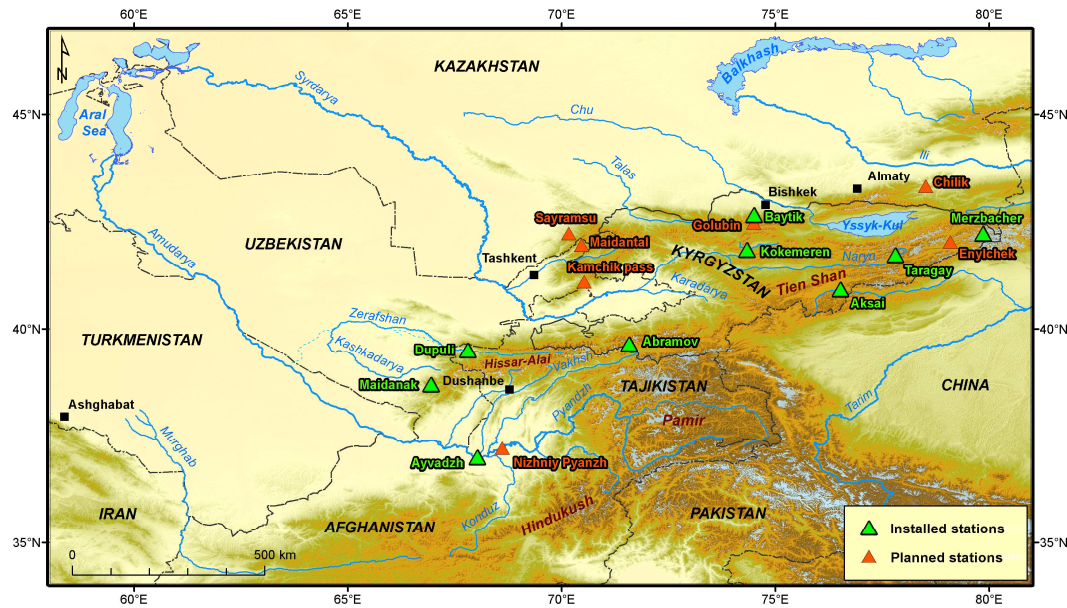 60°E 65°E 70°E 75°E 80°E
N
KAZAKHSTAN
Balkhash
Syrdarya
45°N 45°N
Aral
Sea
Chu
Ili
Talas
Almaty
Chilik
Bishkek
Sayramsu
Golubin
Baytik
Yssyk-Kul
Merzbacher
UZBEKISTAN
Maidantal
Amudarya
Tashkent
Kamchik pass
KYRGYZSTAN
Kokemeren
Naryn
Enylchek
Taragay
Tien Shan
Karadarya
Aksai
40°N 40°N
Zerafshan
TURKMENISTAN
Kashkadarya
Dupuli
Hissar-Alai
Vakhsh
Abramov
Maidanak
Dushanbe
TAJIKISTAN
CHINA
Pyandzh
Tarim
Ashghabat
Pamir
Murghab
Ayvadzh
Nizhniy Pyanzh
IRAN
AFGHANISTAN
Konduz
Hindukush
PAKISTAN
Installed stations
Planned stations
35°N 35°N
0 500 km
60°E 65°E 70°E 75°E 80°E